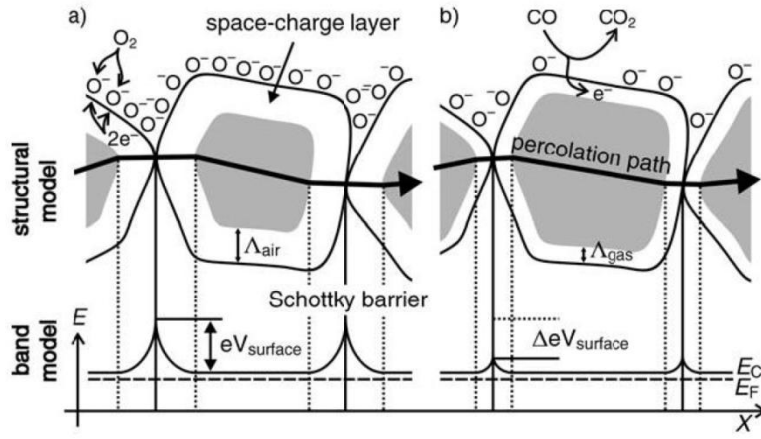 a)
space-charge layer
O₂
O⁻ O⁻ O⁻ O⁻ O⁻
2e⁻
⁻O ⁻O O⁻ O⁻ O⁻ O⁻ O⁻ O⁻ O⁻ ⁻O O⁻ O⁻
Λair
structural
model
b)
CO CO₂
O⁻ O⁻ ⁻O O⁻ O⁻ O⁻ O⁻
e⁻
percolation path
Λgas
Schottky barrier
band
model
E
eVsurface
ΔeVsurface
EC
EF
X